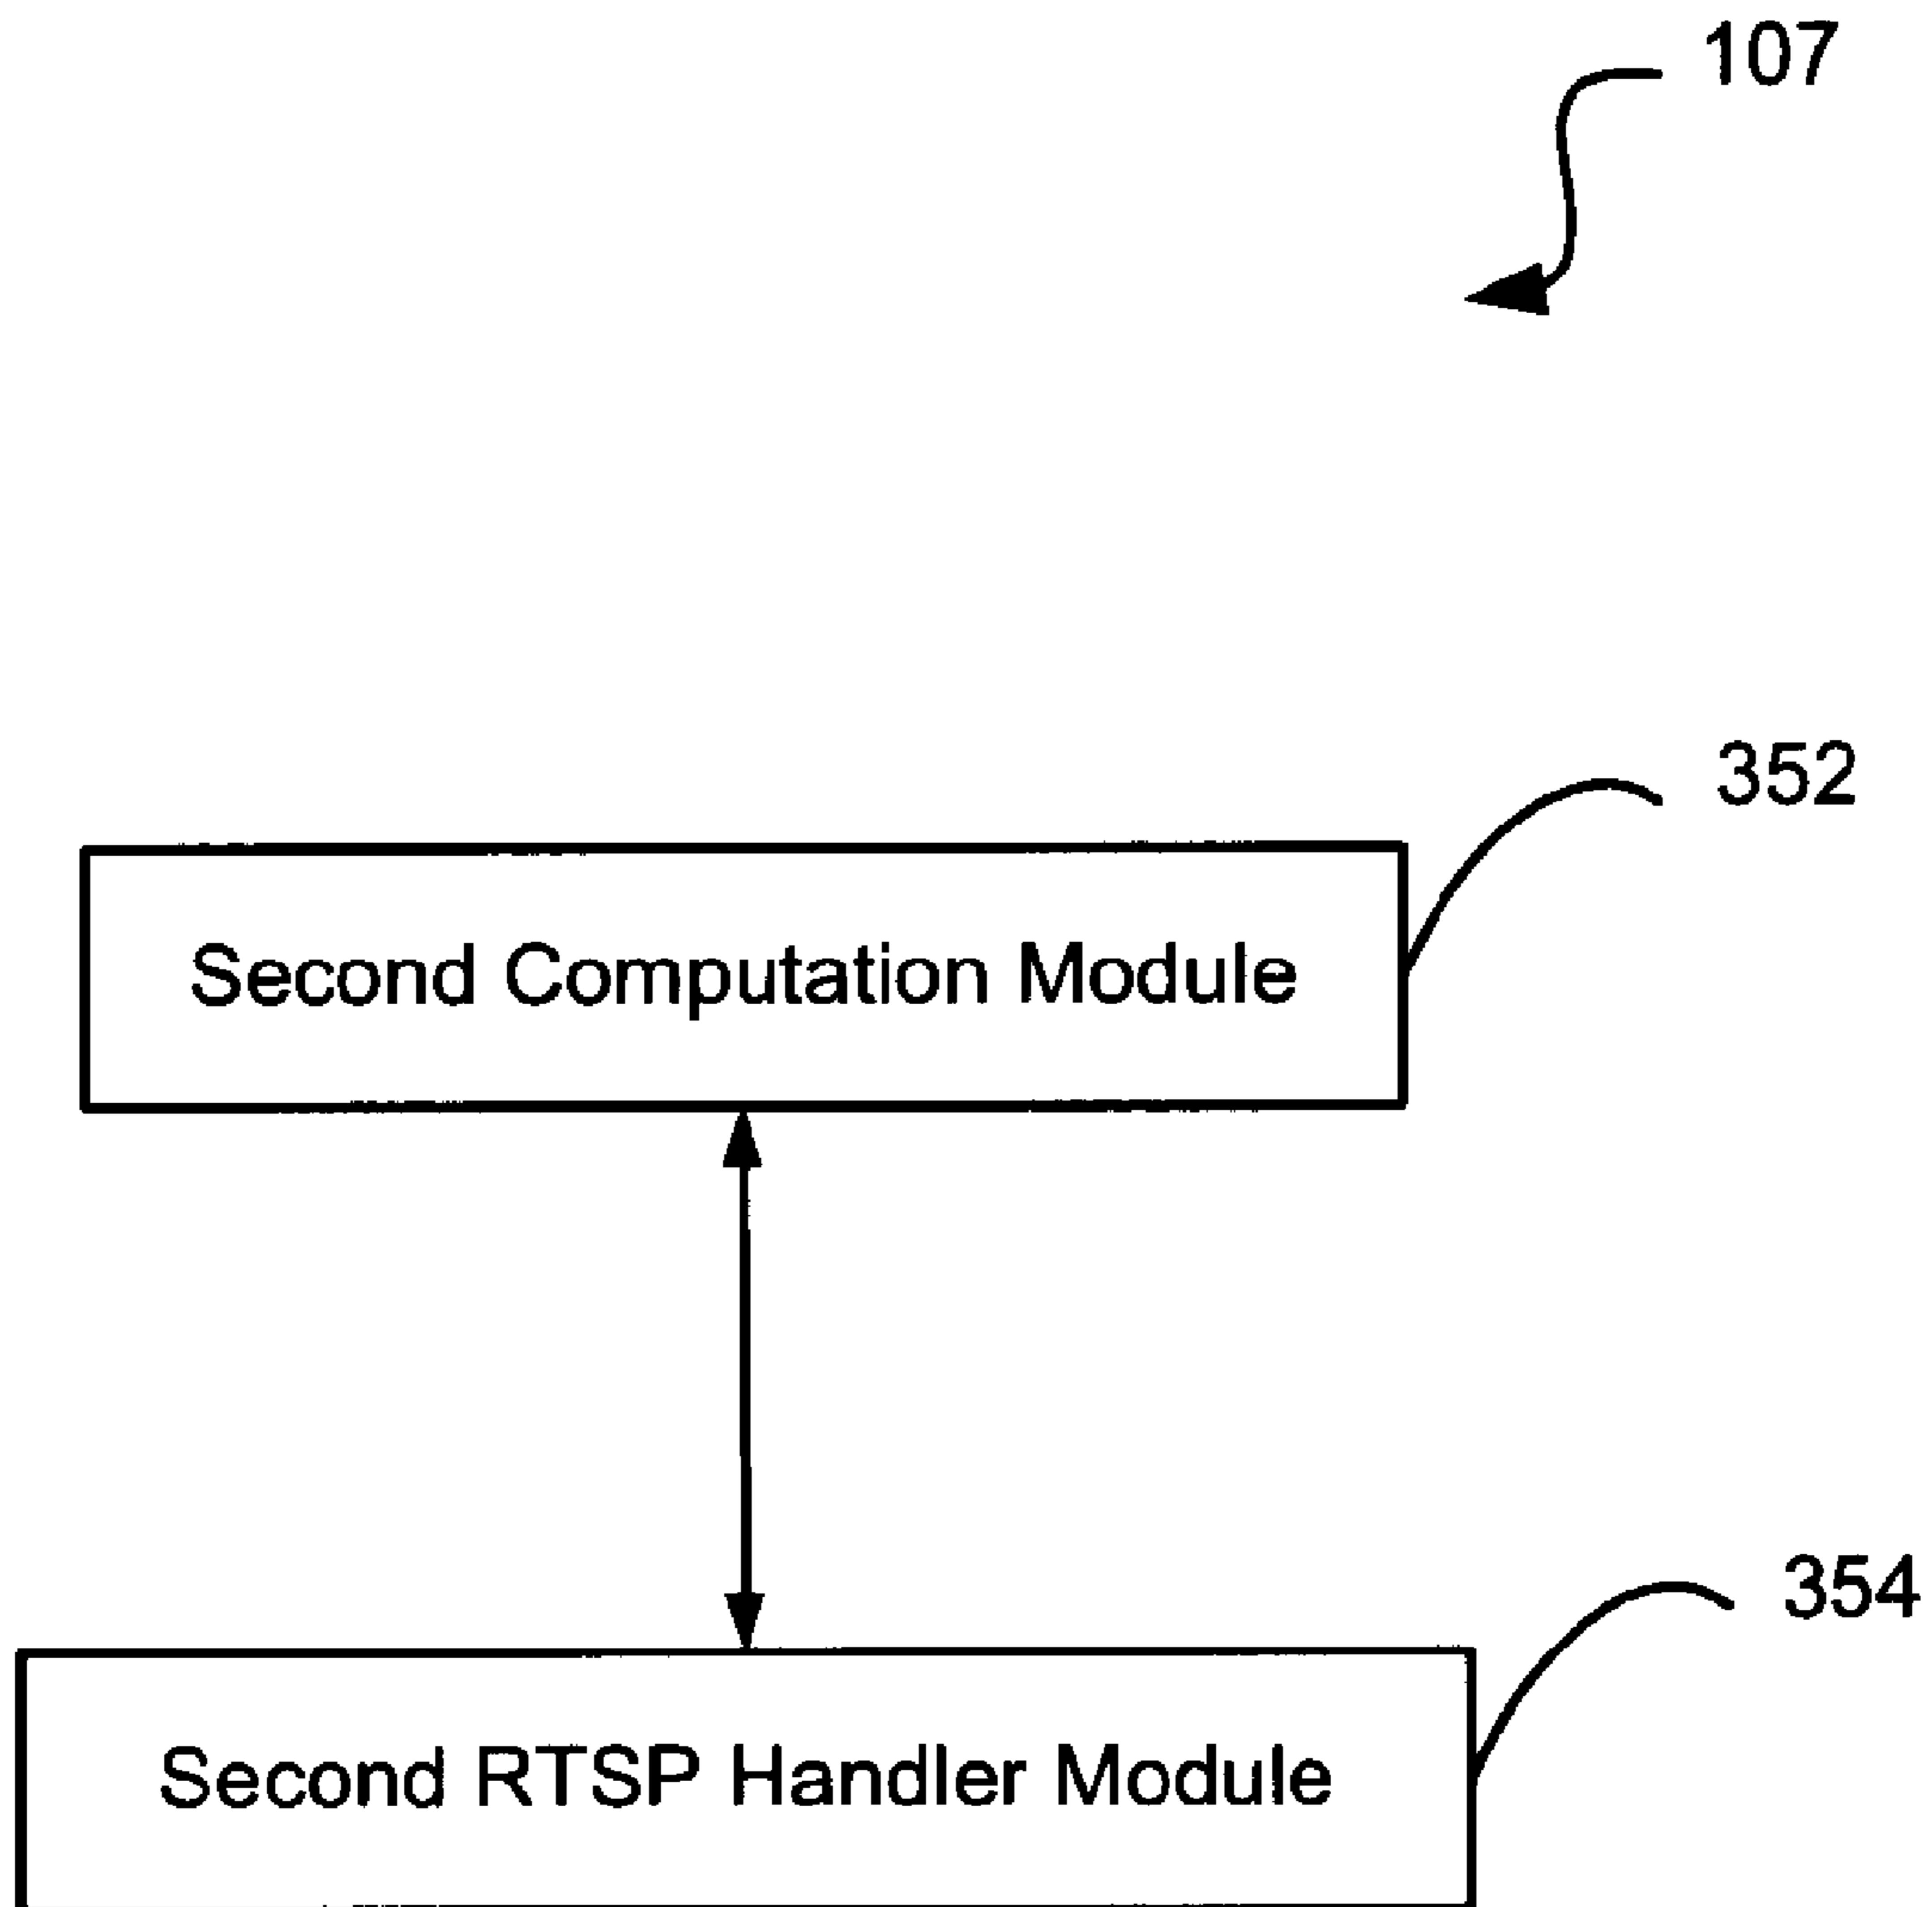 107
352
Second Computation Module
354
Second RTSP Handler Module